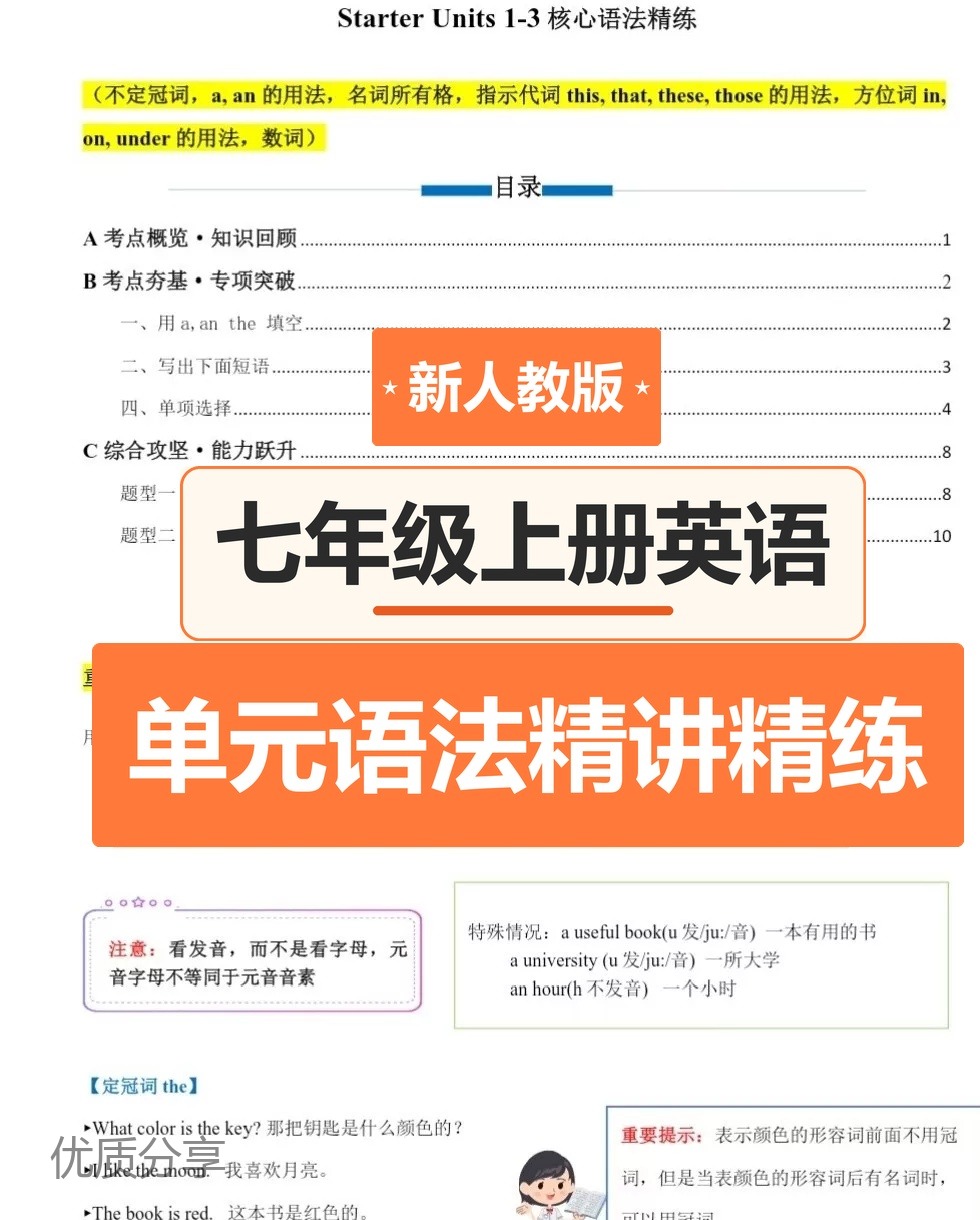 Starter Units 1-3 核心语法精练
（不定冠词，a, an 的用法，名词所有格，指示代词 this, that, these, those 的用法，方位词 in,
on, under 的用法，数词）
目录
A 考点概览·知识回顾........1
B 考点夯基·专项突破........2
一、用 a,an the 填空........2
二、写出下面短语........3
四、单项选择........4
C 综合攻坚·能力跃升........8
题型一........8
题型二........10
新人教版
七年级上册英语
单元语法精讲精练
注意：看发音，而不是看字母，元
音字母不等同于元音音素
特殊情况：a useful book(u 发/ju:/音) 一本有用的书
a university (u 发/ju:/音) 一所大学
an hour(h 不发音) 一个小时
【定冠词 the】
▸What color is the key? 那把钥匙是什么颜色的？
▸I like the moon. 我喜欢月亮。
▸The book is red. 这本书是红色的。
优质分享
重要提示：表示颜色的形容词前面不用冠
词，但是当表颜色的形容词后有名词时，
可以用冠词